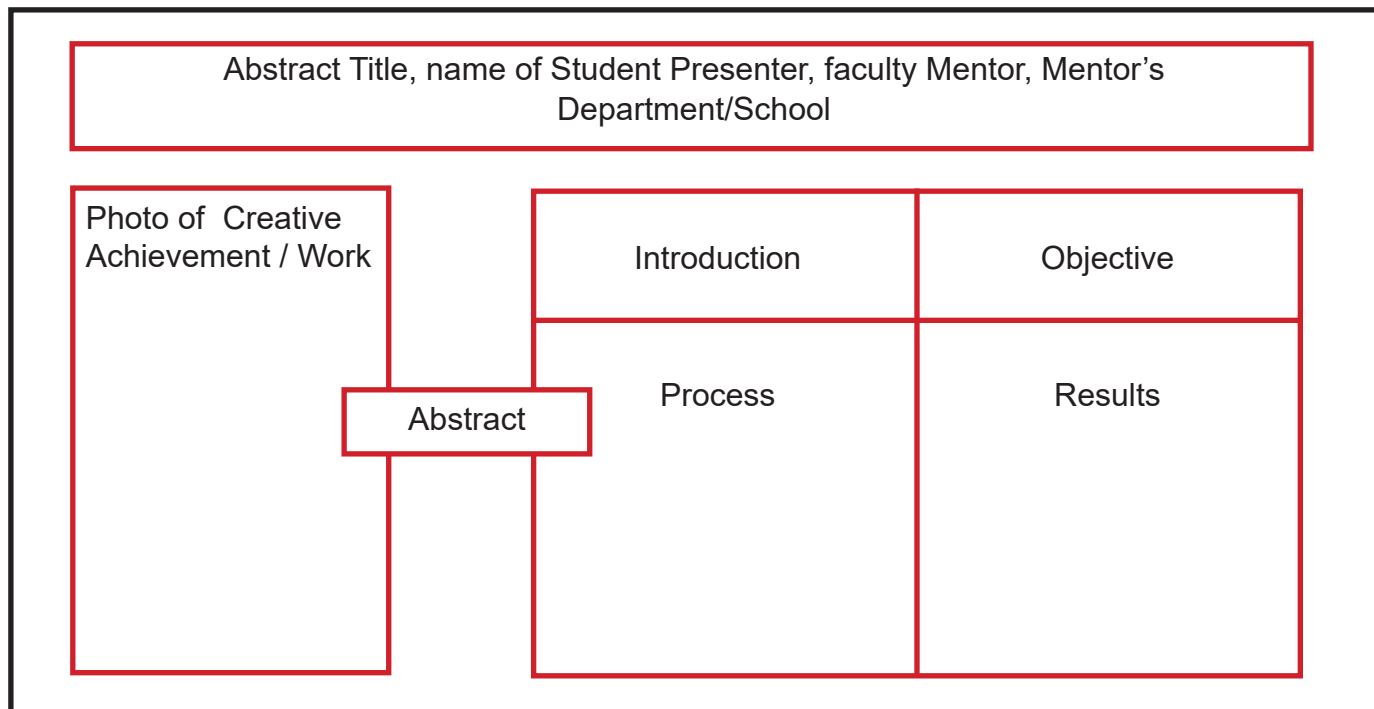 Abstract Title, name of Student Presenter, faculty Mentor, Mentor’s
Department/School
Photo of  Creative
Achievement / Work
Introduction
Objective
Abstract
Process
Results